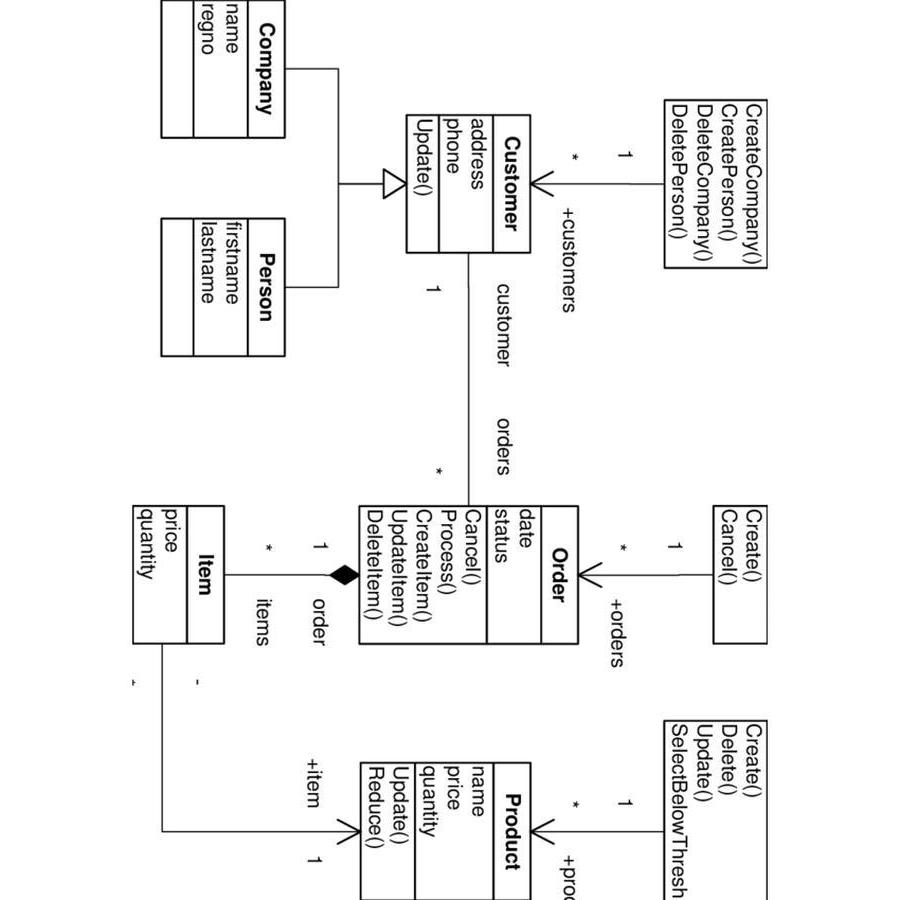 CreateCompany()
CreatePerson()
DeleteCompany()
DeletePerson()
Create()
Cancel()
Create()
Delete()
Update()
1
*
+customers
1
*
+orders
1
*
Customer
address
phone
Update()
customer
orders
1
*
Order
date
status
Cancel()
Process()
CreateItem()
UpdateItem()
DeleteItem()
Product
name
price
quantity
Update()
Reduce()
Company
name
regno
Person
firstname
lastname
1
order
*
items
+item
1
Item
price
quantity